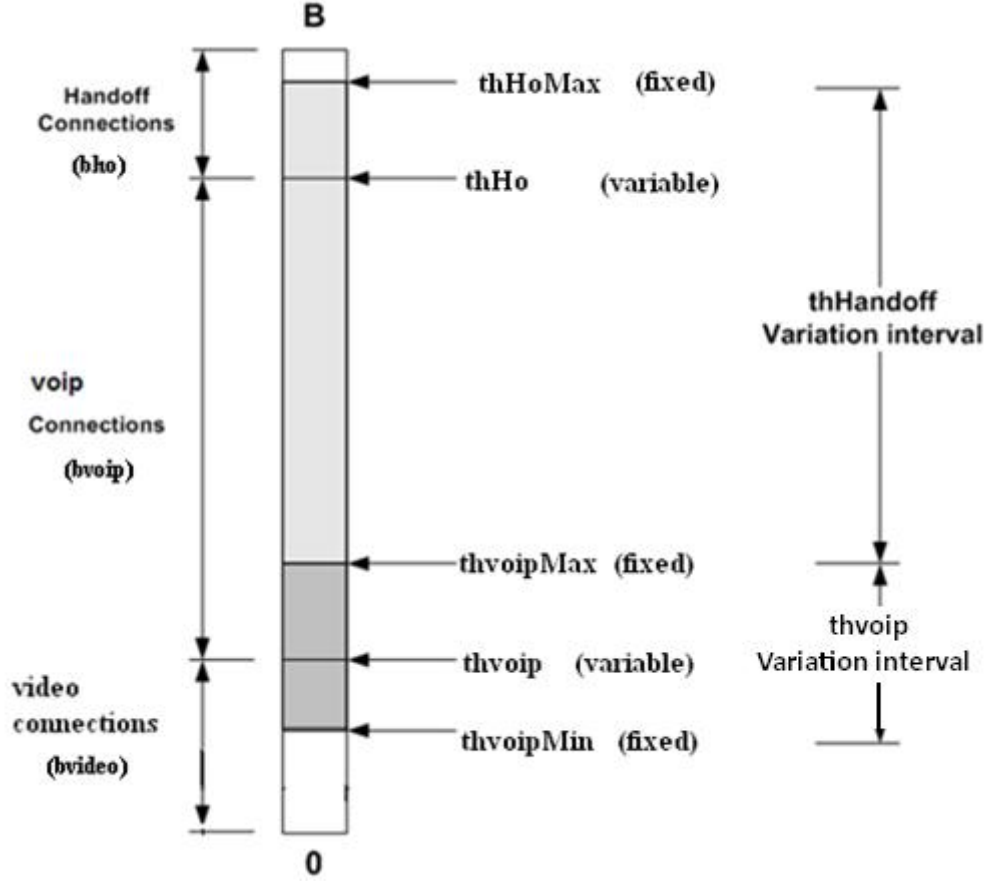 B
thHoMax (fixed)
Handoff
Connections
(bho)
thHo (variable)
thHandoff
Variation interval
voip
Connections
(bvoip)
thvoipMax (fixed)
thvoip
Variation interval
thvoip (variable)
video
connections
(bvideo)
thvoipMin (fixed)
0